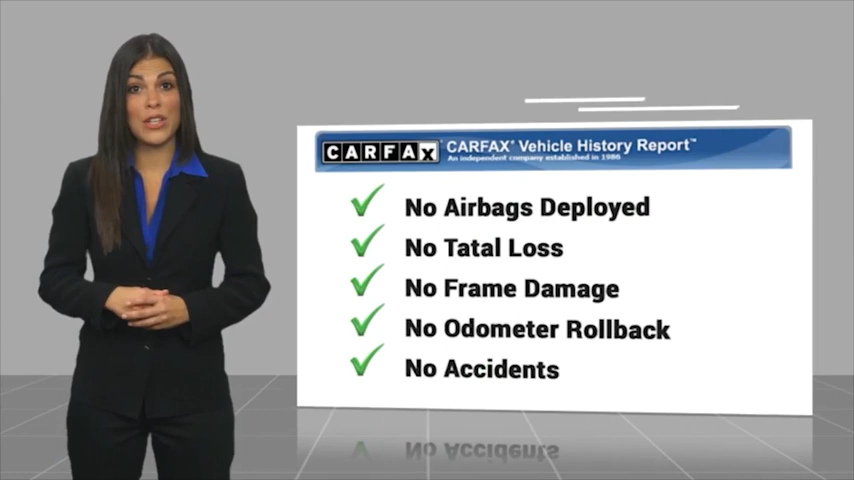 CARFAX CARFAX® Vehicle History Report™
An independent company established in 1986
No Airbags Deployed
No Tatal Loss
No Frame Damage
No Odometer Rollback
No Accidents
No Accidents